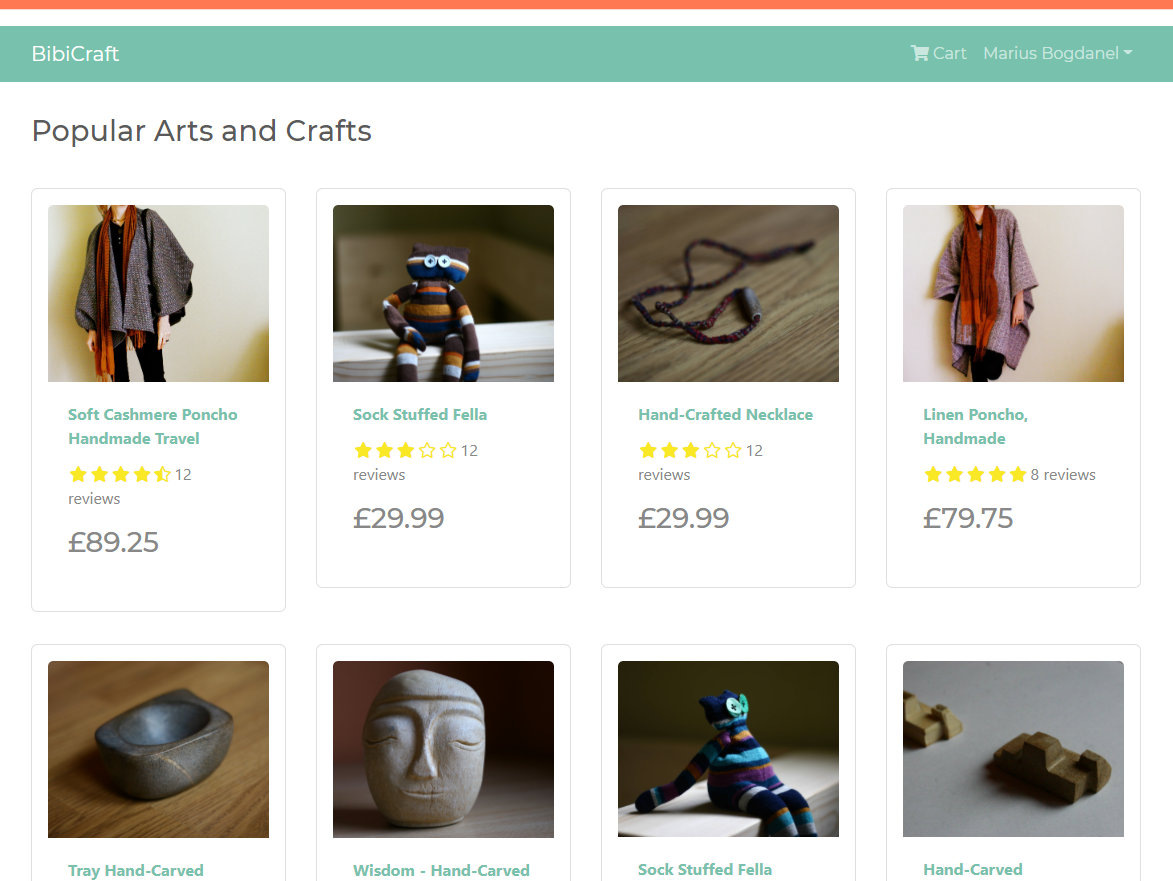 BibiCraft
Cart
Marius Bogdanel
Popular Arts and Crafts
Soft Cashmere Poncho
Handmade Travel
12
reviews
£89.25
Sock Stuffed Fella
12
reviews
£29.99
Hand-Crafted Necklace
12
reviews
£29.99
Linen Poncho,
Handmade
8 reviews
£79.75
Tray Hand-Carved
Wisdom - Hand-Carved
Sock Stuffed Fella
Hand-Carved